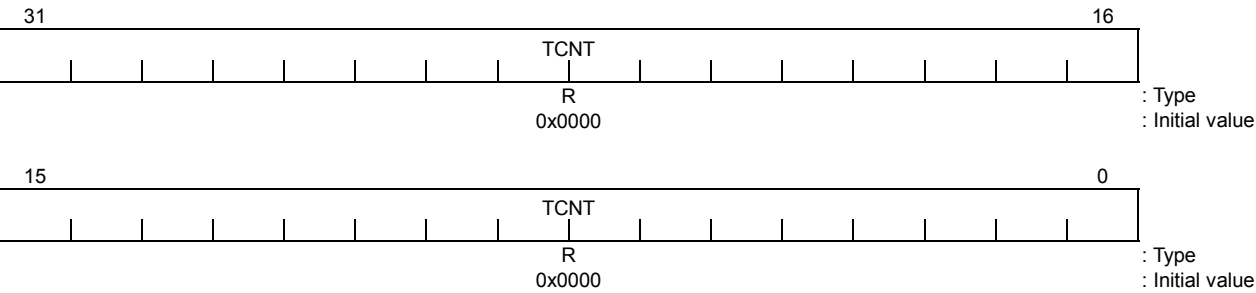 31 16
TCNT
R : Type
0x0000 : Initial value
15 0
TCNT
R : Type
0x0000 : Initial value